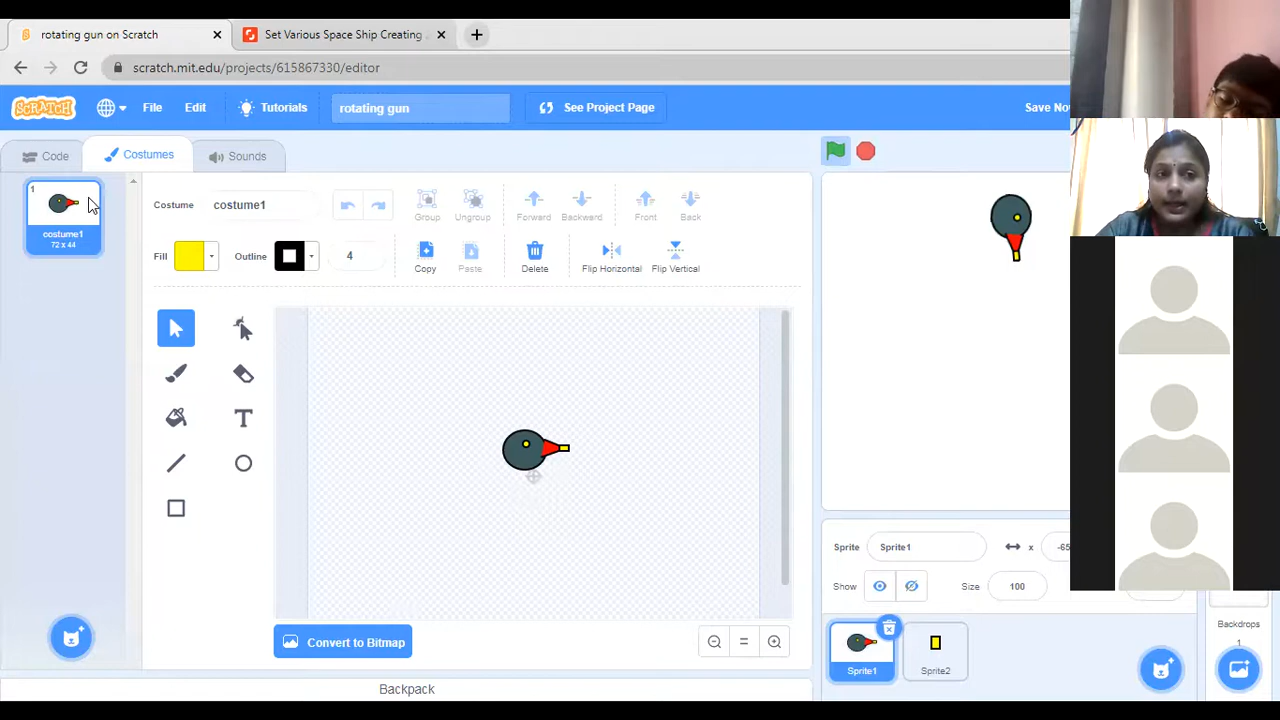 rotating gun on Scratch
Set Various Space Ship Creating
scratch.mit.edu/projects/615867330/editor
SCRATCH
File
Edit
Tutorials
rotating gun
See Project Page
Save Now
Code
Costumes
Sounds
1
costume1
72 x 44
Costume
costume1
Group
Ungroup
Forward
Backward
Front
Back
Fill
Outline
4
Copy
Paste
Delete
Flip Horizontal
Flip Vertical
T
Convert to Bitmap
Sprite
Sprite1
x
-65
Show
Size
100
Sprite1
Sprite2
Backdrops
1
Backpack